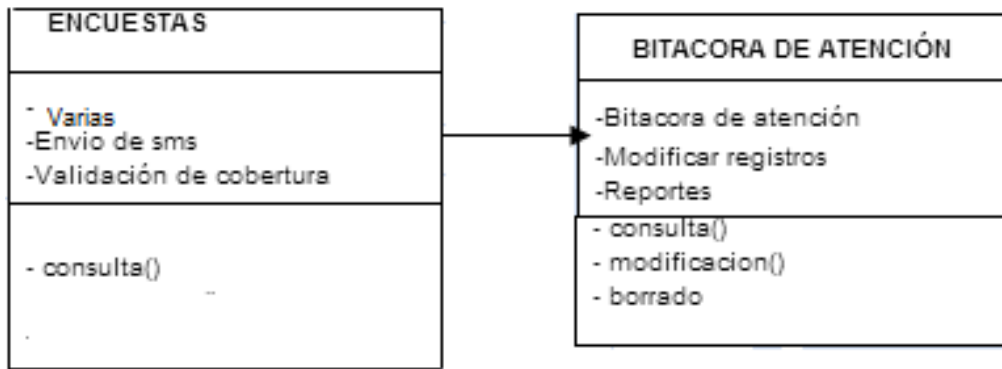 ENCUESTAS
- Varias
-Envio de sms
-Validación de cobertura
- consulta()
BITACORA DE ATENCIÓN
-Bitacora de atención
-Modificar registros
-Reportes
- consulta()
- modificacion()
- borrado